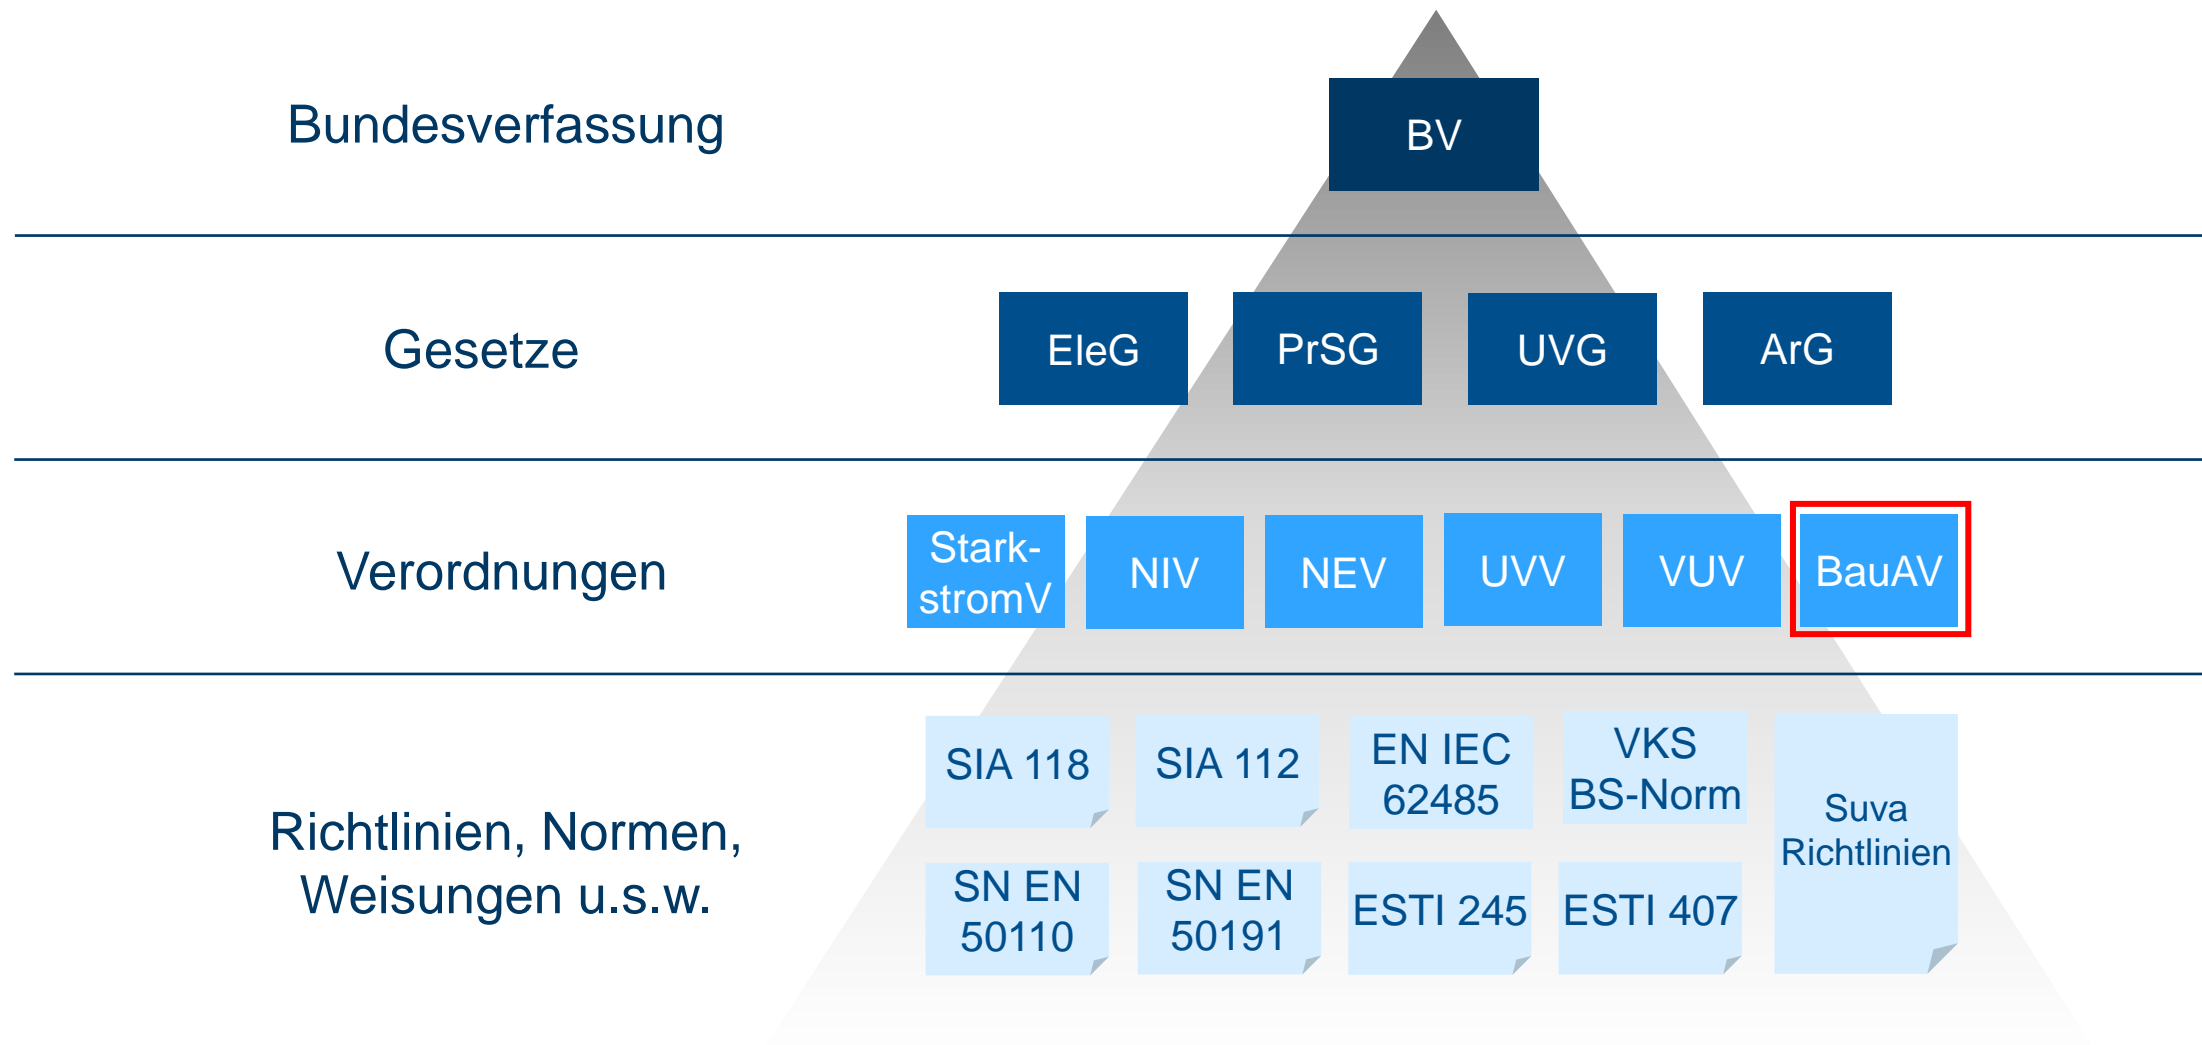 Bundesverfassung
BV
Gesetze
EleG
PrSG
UVG
ArG
Verordnungen
Stark-
stromV
NIV
NEV
UVV
VUV
BauAV
Richtlinien, Normen,
Weisungen u.s.w.
SIA 118
SIA 112
EN IEC
62485
VKS
BS-Norm
Suva
Richtlinien
SN EN
50110
SN EN
50191
ESTI 245
ESTI 407